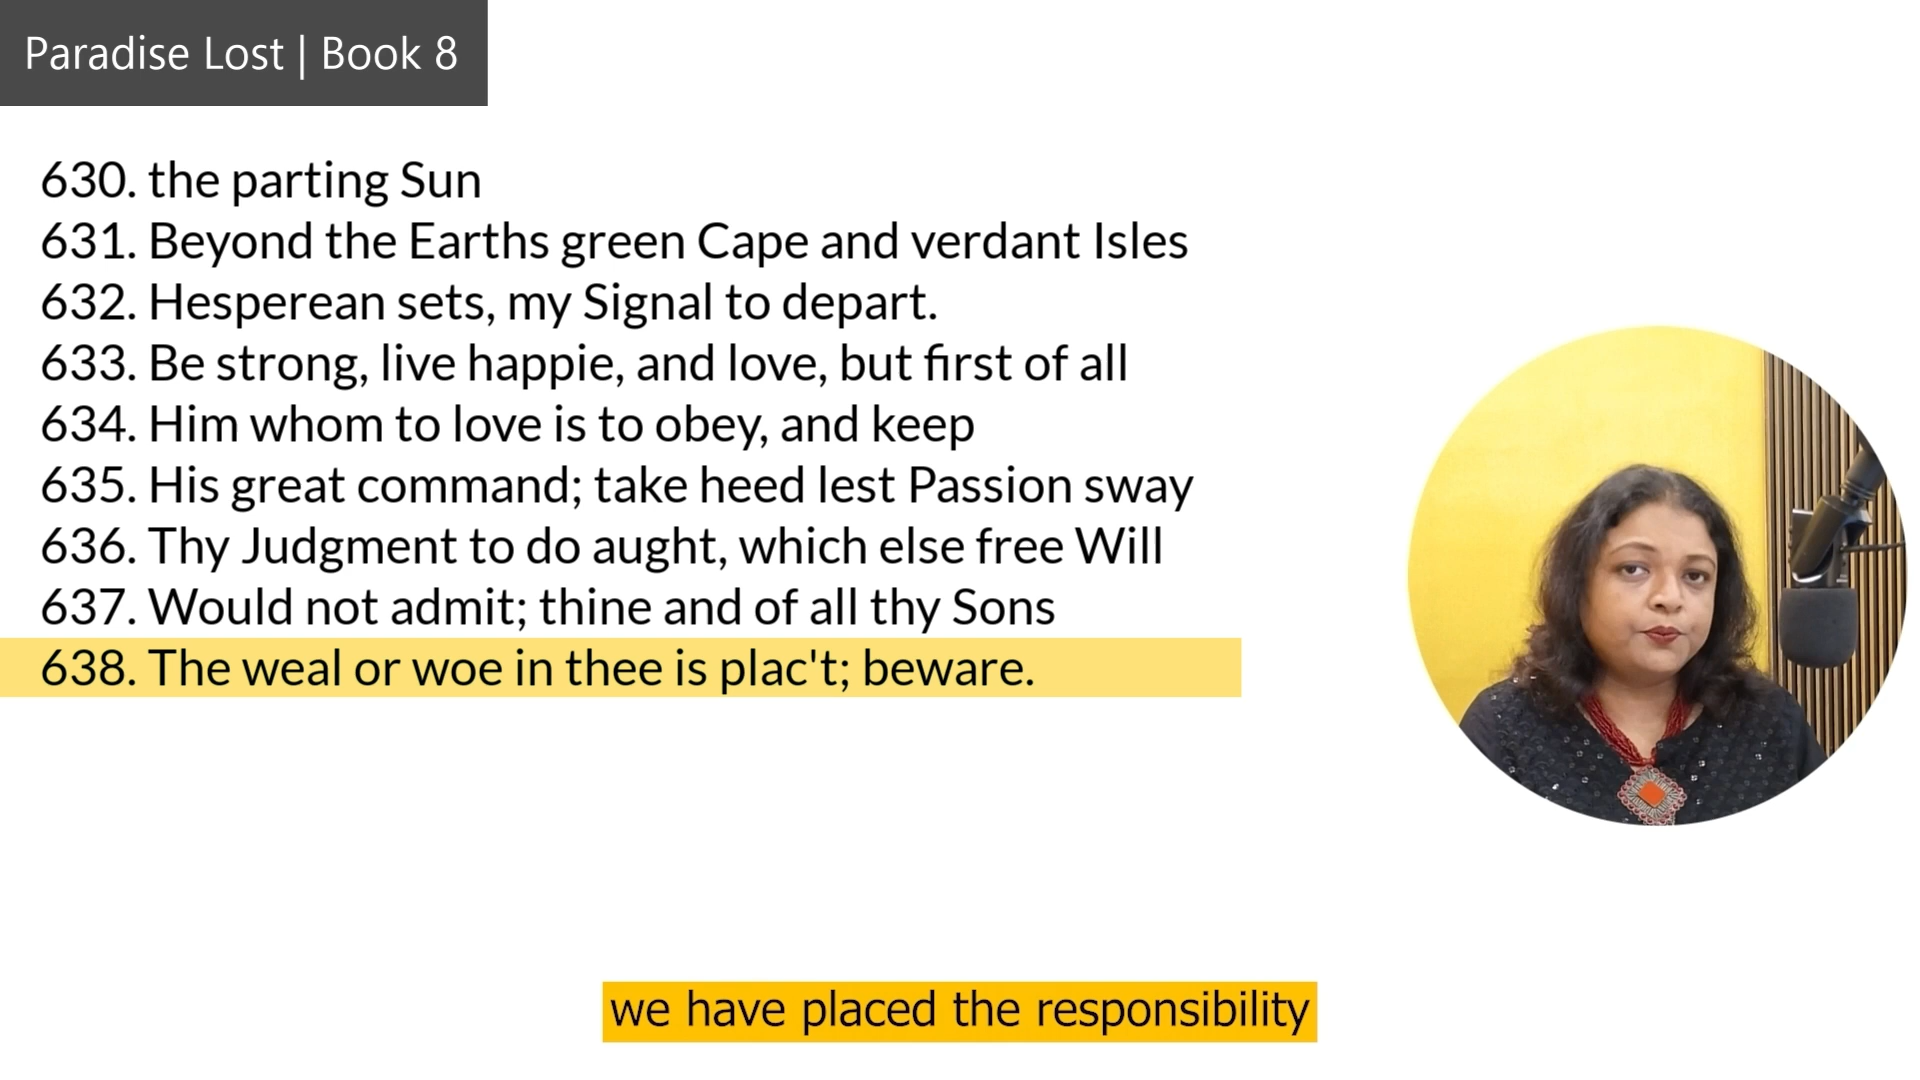 Paradise Lost | Book 8
630. the parting Sun
631. Beyond the Earths green Cape and verdant Isles
632. Hesperean sets, my Signal to depart.
633. Be strong, live happie, and love, but first of all
634. Him whom to love is to obey, and keep
635. His great command; take heed lest Passion sway
636. Thy Judgment to do aught, which else free Will
637. Would not admit; thine and of all thy Sons
638. The weal or woe in thee is plac't; beware.
we have placed the responsibility